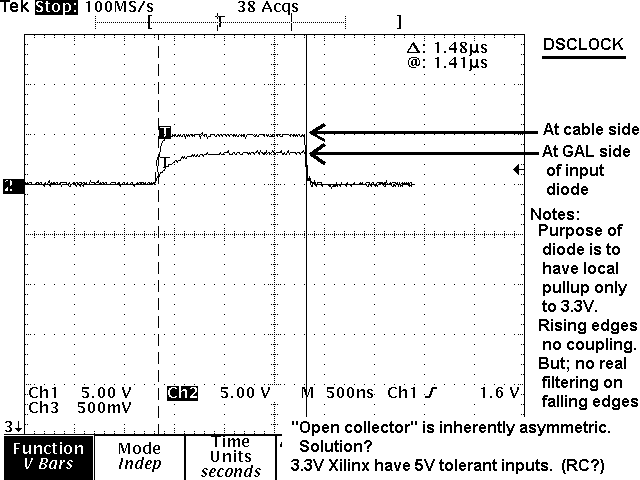 Tek Stop: 100MS/s 38 Acqs
[ T ]
Δ: 1.48µs
@: 1.41µs
DSCLOCK
T
At cable side
T
At GAL side
of input
diode
2
Notes:
Purpose of
diode is to
have local
pullup only
to 3.3V.
Rising edges
no coupling.
But; no real
filtering on
falling edges
Ch1 5.00 V Ch2 5.00 V M 500ns Ch1 1.6 V
Ch3 500mV
3
"Open collector" is inherently asymmetric.
Solution?
3.3V Xilinx have 5V tolerant inputs. (RC?)
Function
V Bars
Mode
Indep
Time
Units
seconds